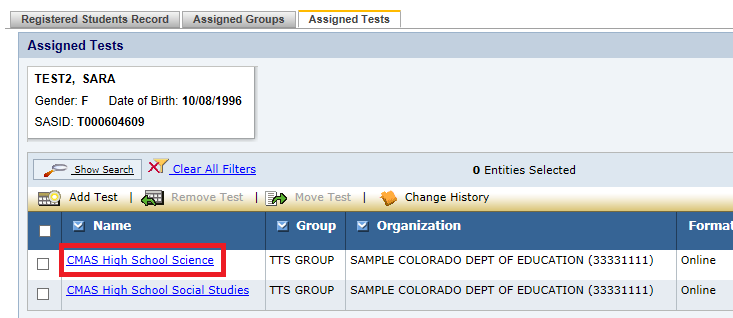 Registered Students Record Assigned Groups Assigned Tests
Assigned Tests
TEST2, SARA
Gender: F Date of Birth: 10/08/1996
SASID: T000604609
Show Search Clear All Filters 0 Entities Selected
Add Test | Remove Test | Move Test | Change History
Name Group Organization Format
CMAS High School Science TTS GROUP SAMPLE COLORADO DEPT OF EDUCATION (33331111) Online
CMAS High School Social Studies TTS GROUP SAMPLE COLORADO DEPT OF EDUCATION (33331111) Online